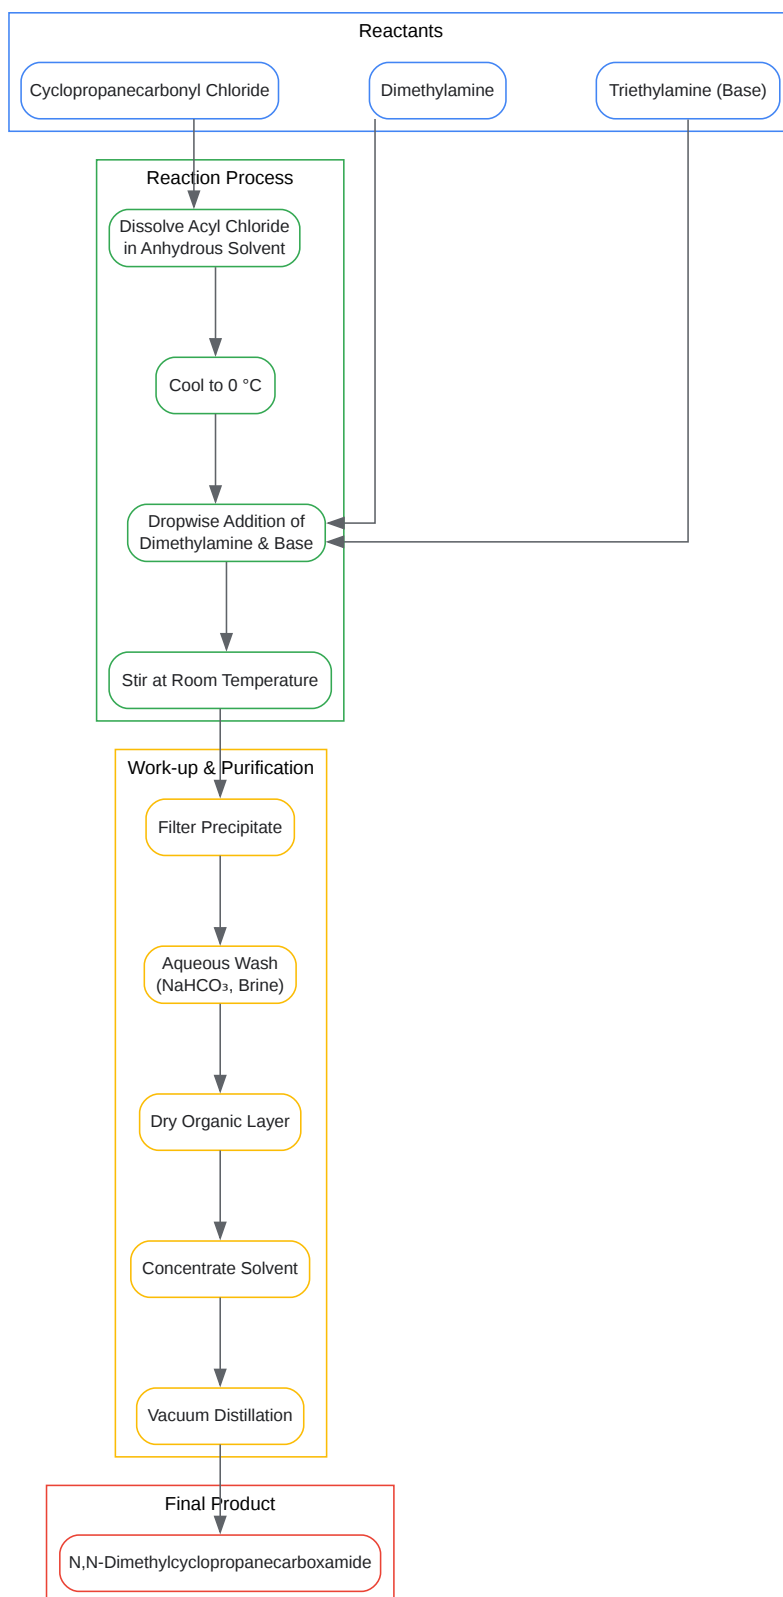 Reactants
Cyclopropanecarbonyl Chloride
Dimethylamine
Triethylamine (Base)
Reaction Process
Dissolve Acyl Chloride
in Anhydrous Solvent
Cool to 0 °C
Dropwise Addition of
Dimethylamine & Base
Stir at Room Temperature
Work-up & Purification
Filter Precipitate
Aqueous Wash
(NaHCO₃, Brine)
Dry Organic Layer
Concentrate Solvent
Vacuum Distillation
Final Product
N,N-Dimethylcyclopropanecarboxamide